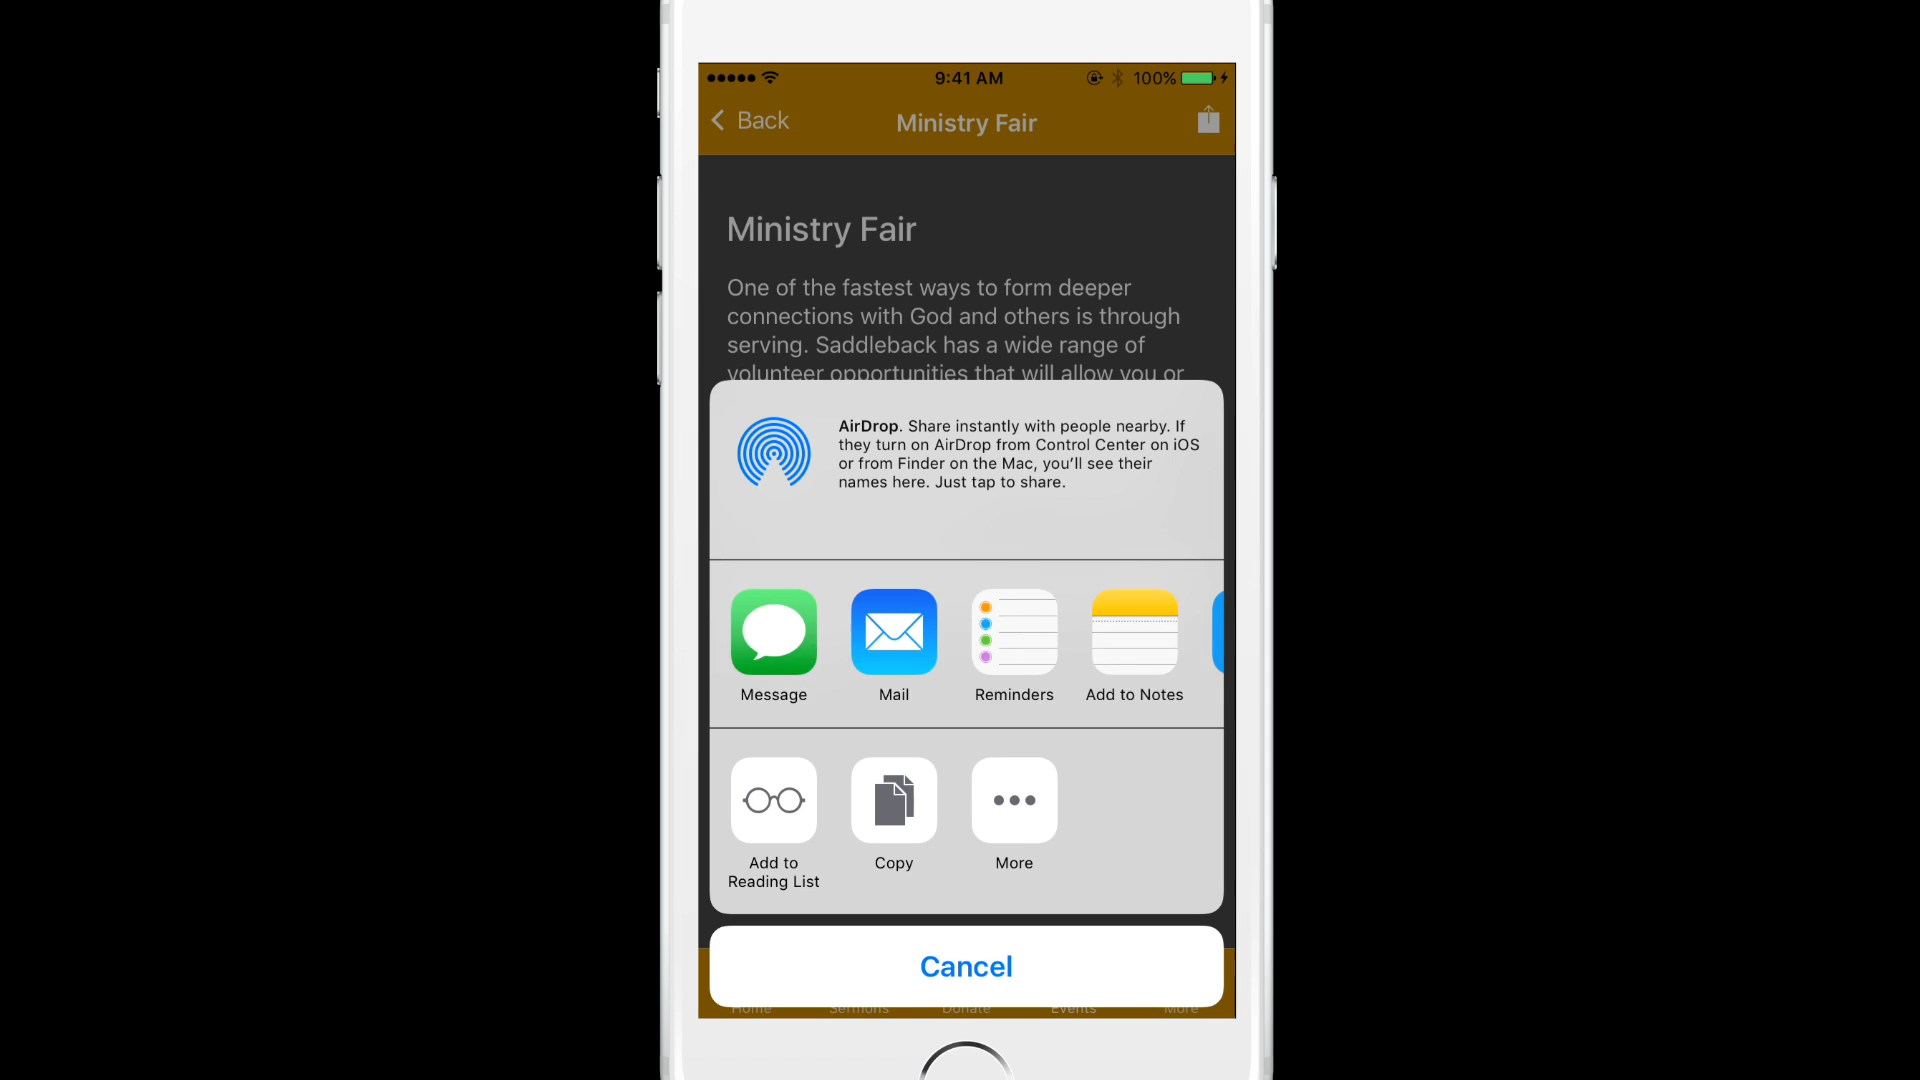 9:41 AM
100%
Back
Ministry Fair
Ministry Fair
One of the fastest ways to form deeper
connections with God and others is through
serving. Saddleback has a wide range of
volunteer opportunities that will allow you or
AirDrop. Share instantly with people nearby. If
they turn on AirDrop from Control Center on iOS
or from Finder on the Mac, you'll see their
names here. Just tap to share.
Message
Mail
Reminders
Add to Notes
Add to
Reading List
Copy
More
Cancel
Home
Sermons
Donate
Events
More